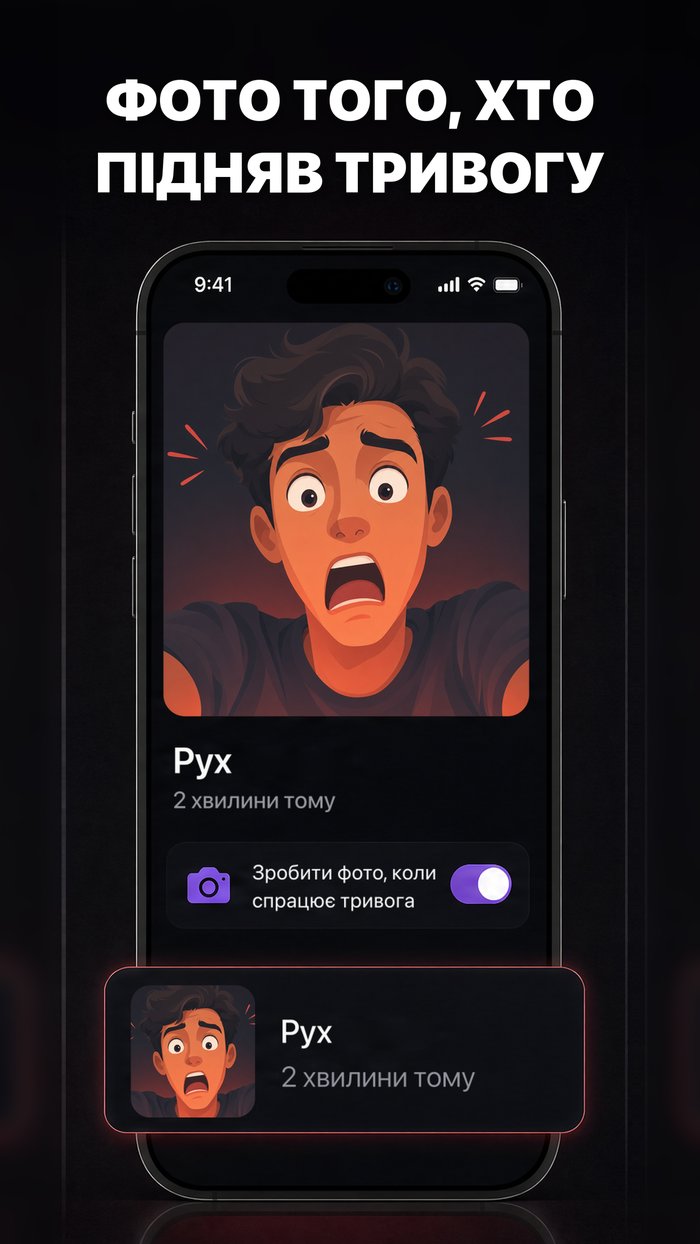 ФОТО ТОГО, ХТО
ПІДНЯВ ТРИВОГУ
9:41
Рух
2 хвилини тому
Зробити фото, коли
спрацює тривога
Рух
2 хвилини тому